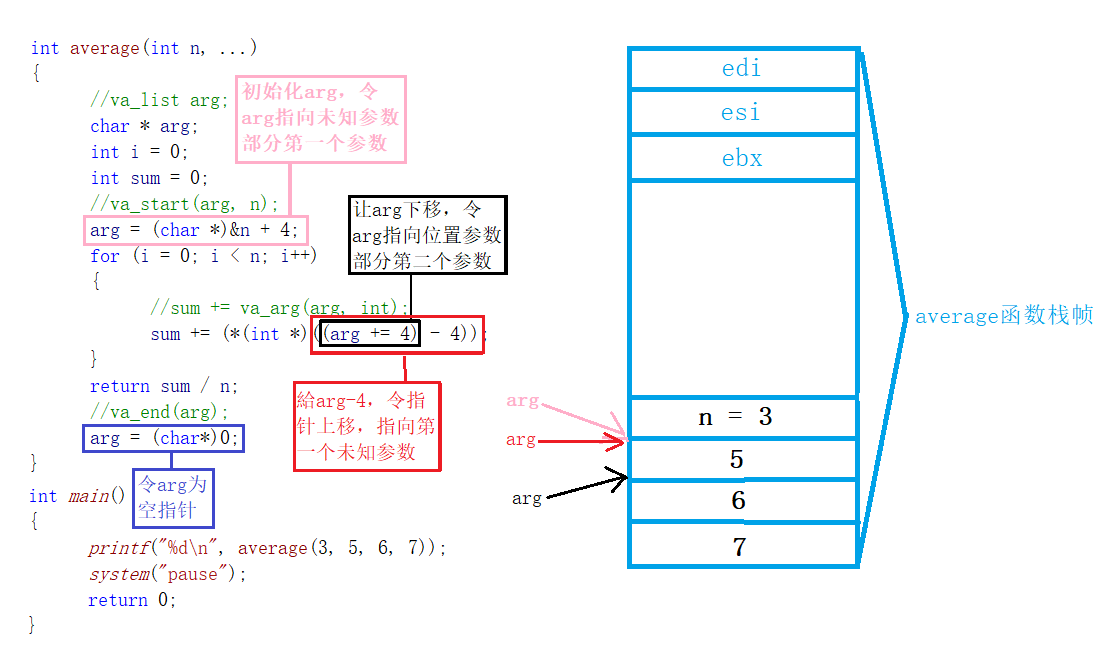 int average(int n, ...)
{
//va_list arg;
char * arg;
int i = 0;
int sum = 0;
//va_start(arg, n);
arg = (char *)&n + 4;
for (i = 0; i < n; i++)
{
//sum += va_arg(arg, int);
sum += (*(int *)((arg += 4) - 4));
}
return sum / n;
//va_end(arg);
arg = (char*)0;
}
int main()
{
printf("%d\n", average(3, 5, 6, 7));
system("pause");
return 0;
}
初始化arg，令
arg指向未知参数
部分第一个参数
让arg下移，令
arg指向位置参数
部分第二个参数
給arg-4，令指
针上移，指向第
一个未知参数
令arg为
空指针
edi
esi
ebx
n = 3
5
6
7
arg
arg
arg
average函数栈帧